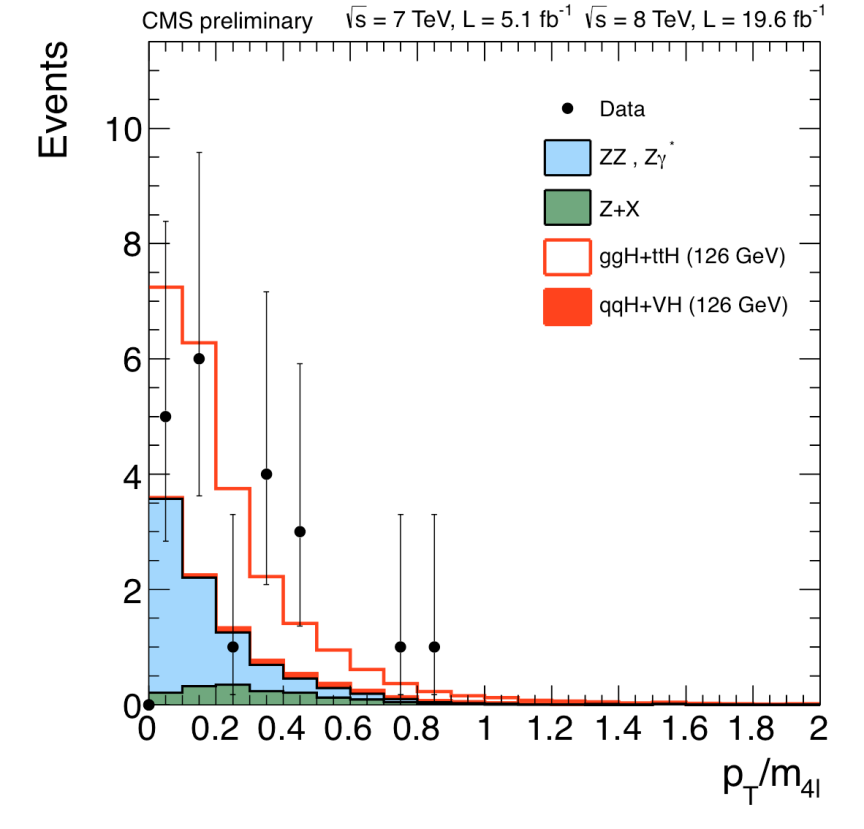 CMS preliminary √s = 7 TeV, L = 5.1 fb⁻¹ √s = 8 TeV, L = 19.6 fb⁻¹
Events
10
8
6
4
2
0
Data
ZZ , Zγ*
Z+X
ggH+ttH (126 GeV)
qqH+VH (126 GeV)
0 0.2 0.4 0.6 0.8 1 1.2 1.4 1.6 1.8 2
p_T/m_4l